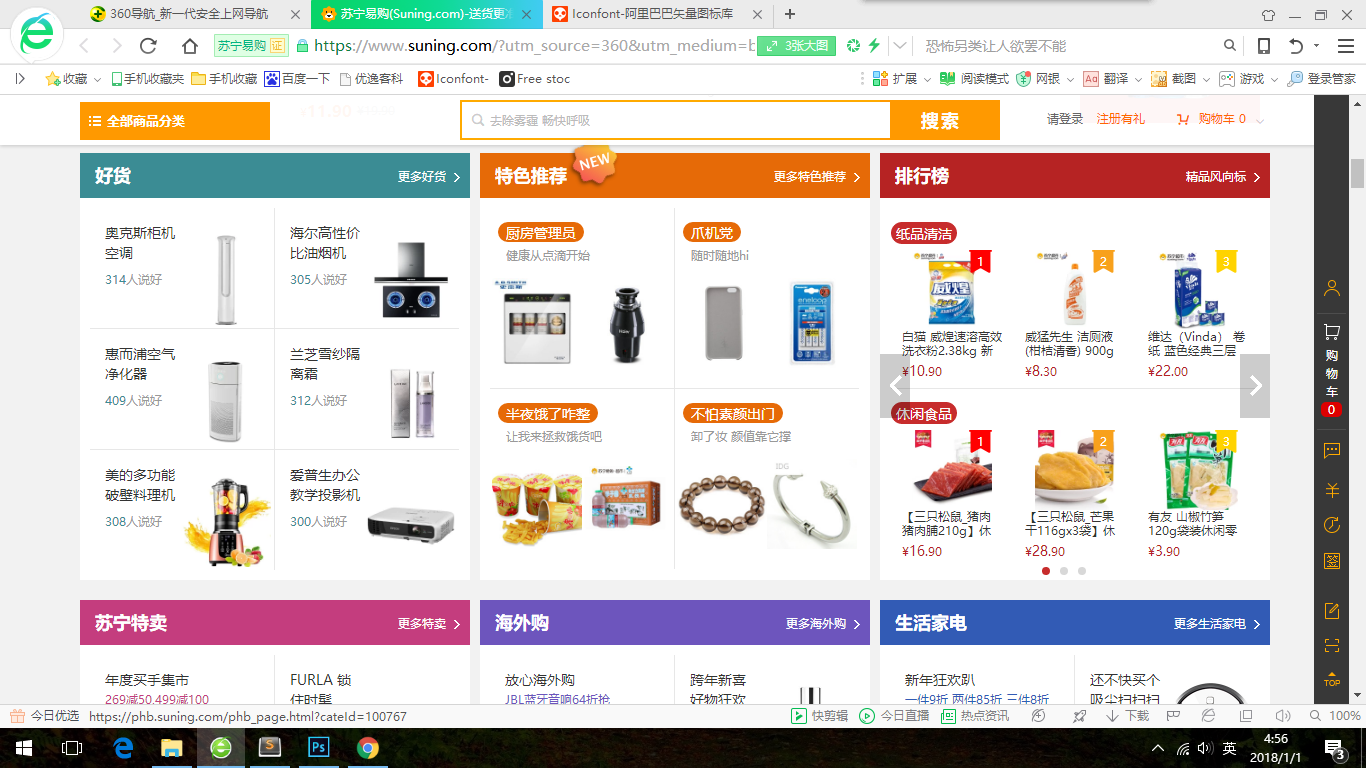 360导航_新一代安全上网导航
苏宁易购(Suning.com)-送货更
Iconfont-阿里巴巴矢量图标库
苏宁易购 证
https://www.suning.com/?utm_source=360&utm_medium=b
3张大图
恐怖另类让人欲罢不能
收藏
手机收藏夹
手机收藏
百度一下
优逸客科
Iconfont-
Free stoc
扩展
阅读模式
网银
翻译
截图
游戏
登录管家
全部商品分类
去除雾霾 畅快呼吸
搜索
请登录
注册有礼
购物车 0
好货
更多好货
奥克斯柜机
空调
314人说好
海尔高性价
比油烟机
305人说好
惠而浦空气
净化器
409人说好
兰芝雪纱隔
离霜
312人说好
美的多功能
破壁料理机
308人说好
爱普生办公
教学投影机
300人说好
特色推荐
NEW
更多特色推荐
厨房管理员
健康从点滴开始
爪机党
随时随地hi
Haier
eneloop
半夜饿了咋整
让我来拯救饿货吧
不怕素颜出门
卸了妆 颜值靠它撑
IDG
排行榜
精品风向标
纸品清洁
1
2
3
白猫 威煌速溶高效
洗衣粉2.38kg 新
¥10.90
威猛先生 洁厕液
(柑桔清香) 900g
¥8.30
维达（Vinda） 卷
纸 蓝色经典三层
¥22.00
休闲食品
1
2
3
【三只松鼠_猪肉
猪肉脯210g】休
¥16.90
【三只松鼠_芒果
干116gx3袋】休
¥28.90
有友 山椒竹笋
120g袋装休闲零
¥3.90
苏宁特卖
更多特卖
年度买手集市
269减50,499减100
FURLA 锁
住时髦
海外购
更多海外购
放心海外购
JBL蓝牙音响64折抢
跨年新喜
好物狂欢
生活家电
更多生活家电
新年狂欢趴
一件9折 两件85折 三件8折
还不快买个
吸尘扫扫扫
购
物
车
0
签
TOP
今日优选
https://phb.suning.com/phb_page.html?cateId=100767
快剪辑
今日直播
热点资讯
下载
100%
英
4:56
2018/1/1
3